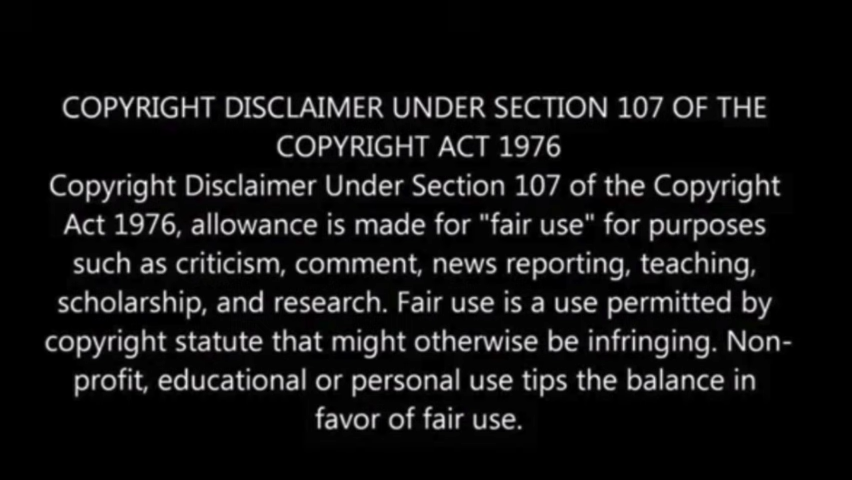 COPYRIGHT DISCLAIMER UNDER SECTION 107 OF THE
COPYRIGHT ACT 1976
Copyright Disclaimer Under Section 107 of the Copyright
Act 1976, allowance is made for "fair use" for purposes
such as criticism, comment, news reporting, teaching,
scholarship, and research. Fair use is a use permitted by
copyright statute that might otherwise be infringing. Non-
profit, educational or personal use tips the balance in
favor of fair use.